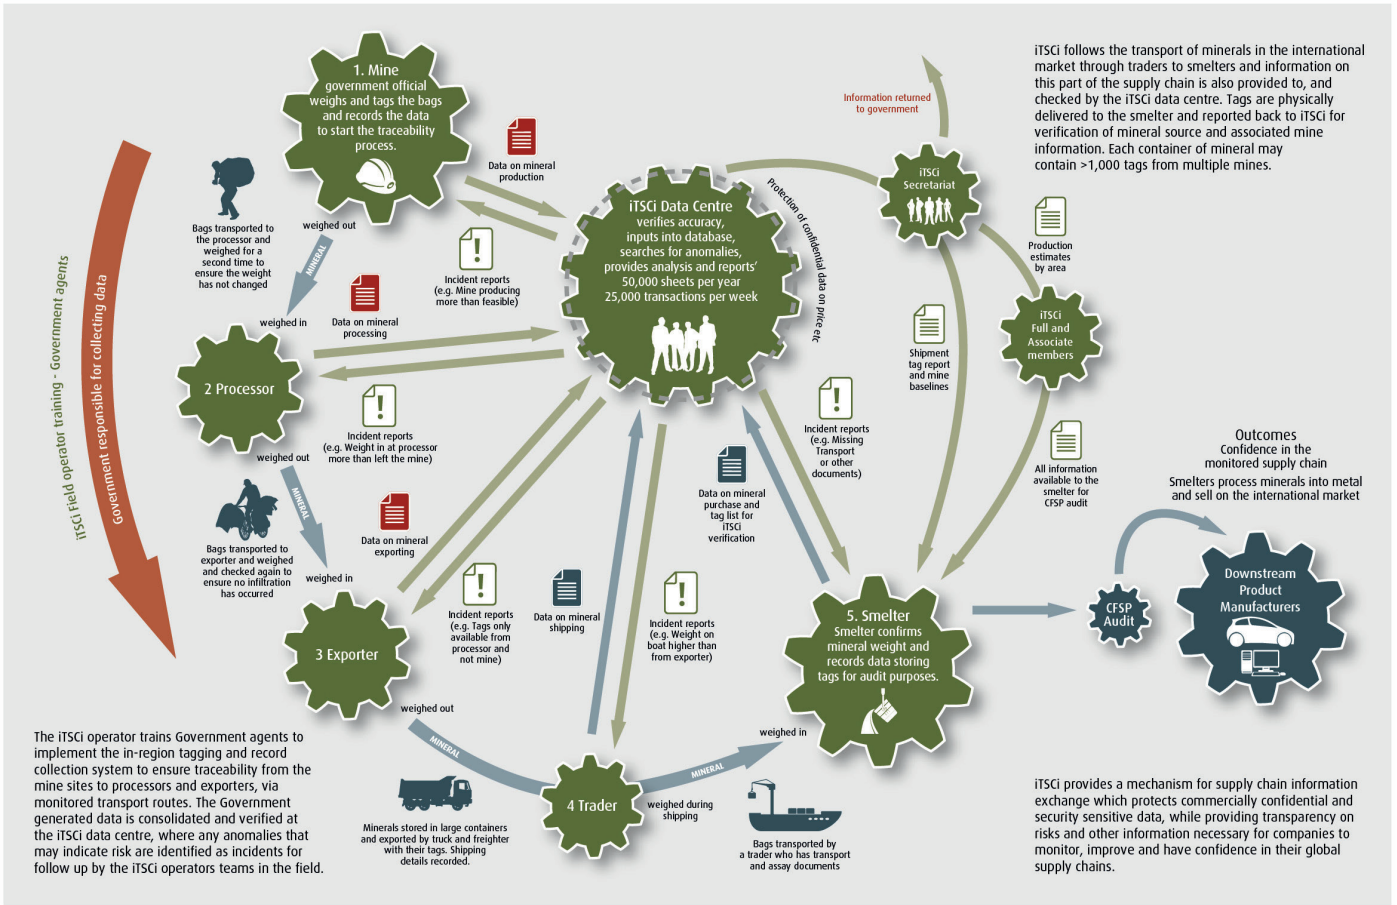 1. Mine
government official
weighs and tags the bags
and records the data
to start the traceability
process.
Data on mineral
production
Information returned
to government
iTSCi follows the transport of minerals in the international
market through traders to smelters and information on
this part of the supply chain is also provided to, and
checked by the iTSCi data centre. Tags are physically
delivered to the smelter and reported back to iTSCi for
verification of mineral source and associated mine
information. Each container of mineral may
contain >1,000 tags from multiple mines.
iTSCi
Secretariat
Bags transported to
the processor and
weighed for a
second time to
ensure the weight
has not changed
weighed out
MINERAL
Incident reports
(e.g. Mine producing
more than feasible)
iTSCi Data Centre
verifies accuracy,
inputs into database,
searches for anomalies,
provides analysis and reports’
50,000 sheets per year
25,000 transactions per week
Protection of confidential data on price etc
Production
estimates
by area
iTSCi Field operator training - Government agents
Government responsible for collecting data
weighed in
Data on mineral
processing
Shipment
tag report
and mine
baselines
iTSCi
Full and
Associate
members
2 Processor
Incident reports
(e.g. Weight in at processor
more than left the mine)
Incident reports
(e.g. Missing
Transport
or other
documents)
weighed out
MINERAL
Bags transported to
exporter and weighed
and checked again to
ensure no infiltration
has occurred
weighed in
Data on mineral
exporting
Data on mineral
purchase and
tag list for
iTSCi
verification
All information
available to the
smelter for
CFSP audit
Outcomes
Confidence in the
monitored supply chain
Smelters process minerals into metal
and sell on the international market
3 Exporter
Incident reports
(e.g. Tags only
available from
processor and
not mine)
Data on mineral
shipping
Incident reports
(e.g. Weight on
boat higher than
from exporter)
5. Smelter
Smelter confirms
mineral weight and
records data storing
tags for audit purposes.
CFSP
Audit
Downstream
Product
Manufacturers
weighed out
MINERAL
Minerals stored in large containers
and exported by truck and freighter
with their tags. Shipping
details recorded.
4 Trader
MINERAL
weighed in
weighed during
shipping
Bags transported by
a trader who has transport
and assay documents
The iTSCi operator trains Government agents to
implement the in-region tagging and record
collection system to ensure traceability from the
mine sites to processors and exporters, via
monitored transport routes. The Government
generated data is consolidated and verified at
the iTSCi data centre, where any anomalies that
may indicate risk are identified as incidents for
follow up by the iTSCi operators teams in the field.
iTSCi provides a mechanism for supply chain information
exchange which protects commercially confidential and
security sensitive data, while providing transparency on
risks and other information necessary for companies to
monitor, improve and have confidence in their global
supply chains.